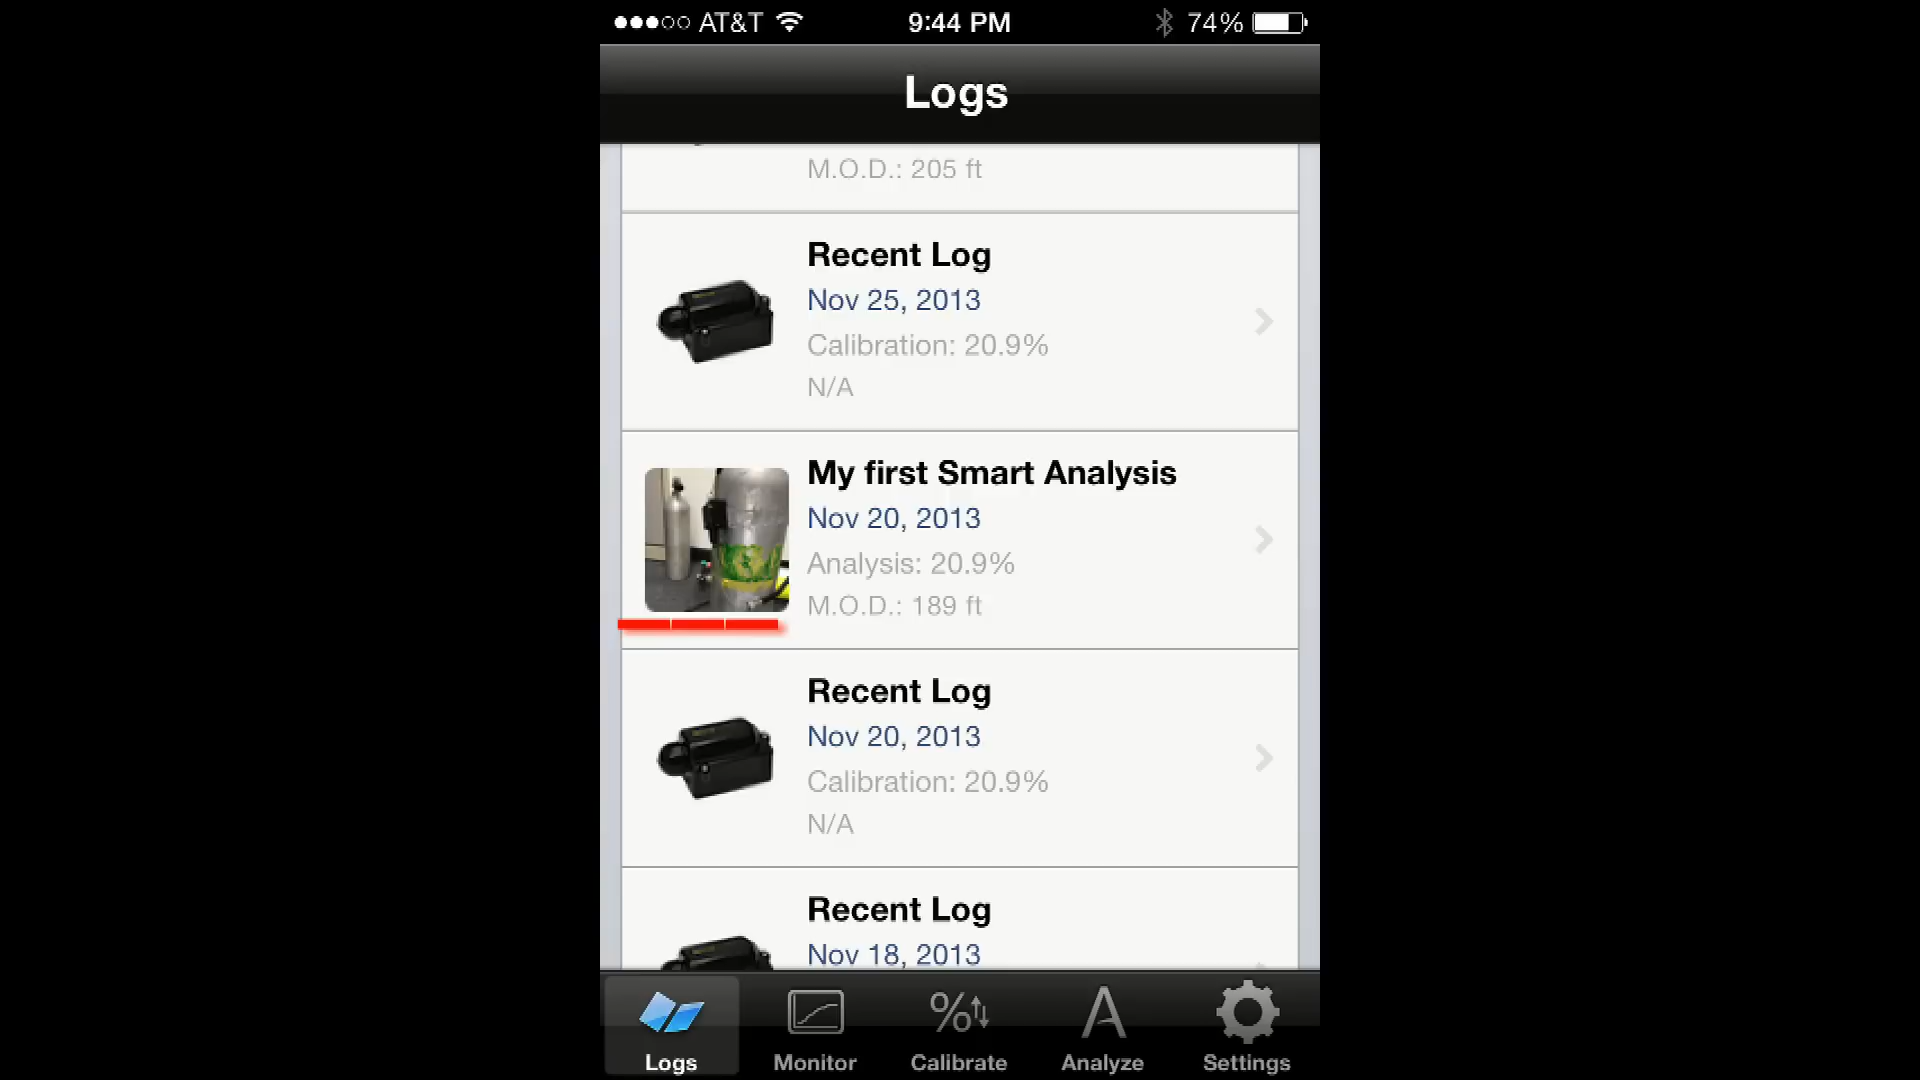 AT&T 9:44 PM 74%
Logs
M.O.D.: 205 ft
Recent Log
Nov 25, 2013
Calibration: 20.9%
N/A
My first Smart Analysis
Nov 20, 2013
Analysis: 20.9%
M.O.D.: 189 ft
Recent Log
Nov 20, 2013
Calibration: 20.9%
N/A
Recent Log
Nov 18, 2013
Logs Monitor Calibrate Analyze Settings